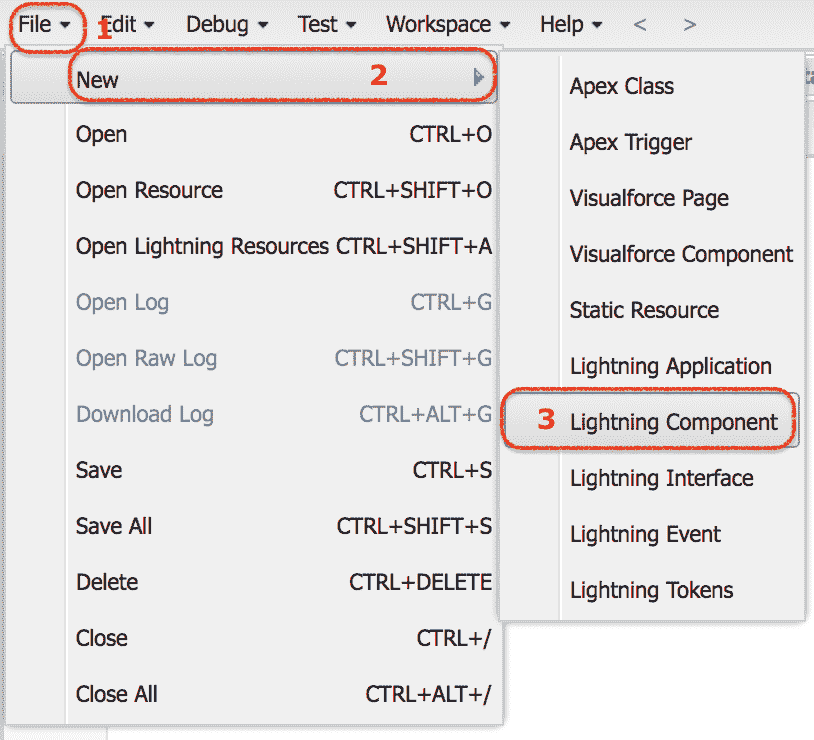 File 1 Edit Debug Test Workspace Help < >
New 2
Open CTRL+O
Open Resource CTRL+SHIFT+O
Open Lightning Resources CTRL+SHIFT+A
Open Log CTRL+G
Open Raw Log CTRL+SHIFT+G
Download Log CTRL+ALT+G
Save CTRL+S
Save All CTRL+SHIFT+S
Delete CTRL+DELETE
Close CTRL+/
Close All CTRL+ALT+/
Apex Class
Apex Trigger
Visualforce Page
Visualforce Component
Static Resource
Lightning Application
3 Lightning Component
Lightning Interface
Lightning Event
Lightning Tokens